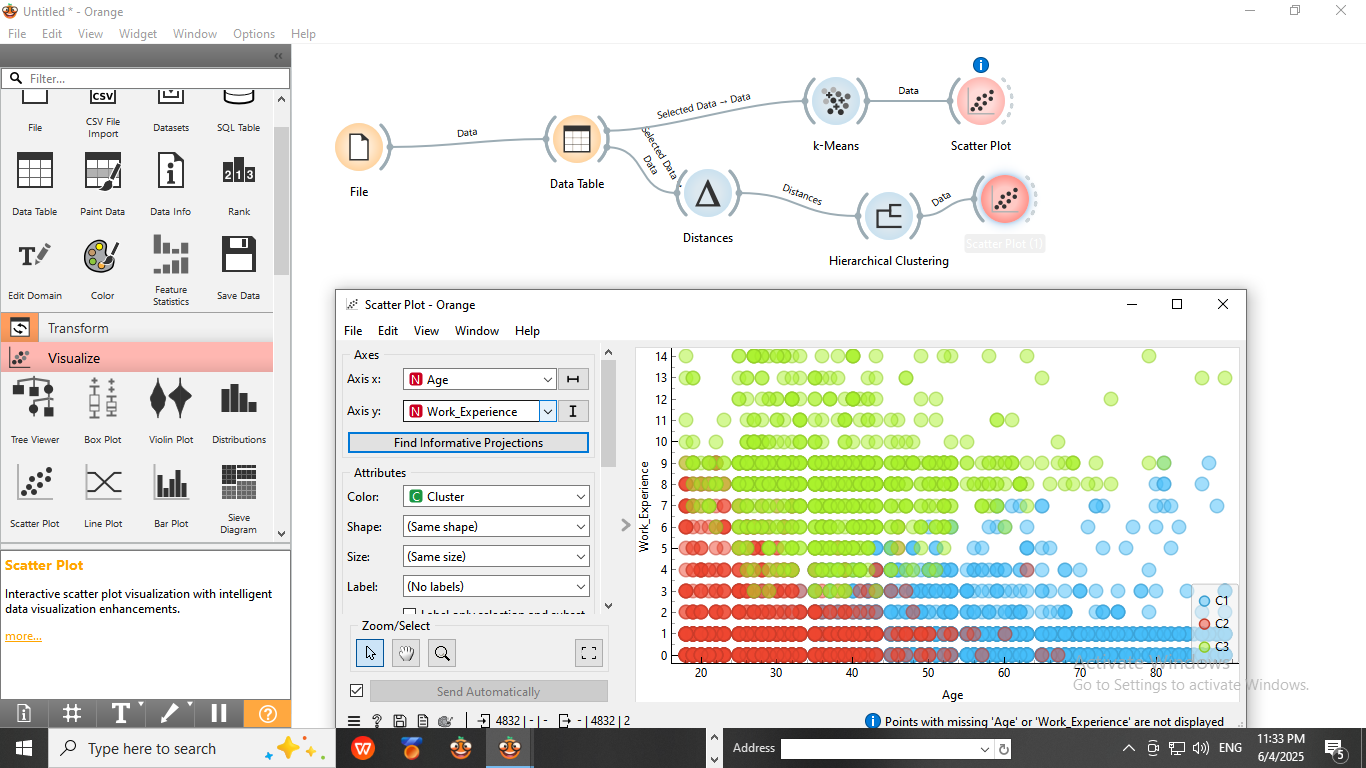 Untitled * - Orange
File Edit View Widget Window Options Help
Filter...
File
CSV File Import
Datasets
SQL Table
Data Table
Paint Data
Data Info
Rank
Edit Domain
Color
Feature Statistics
Save Data
Transform
Visualize
Tree Viewer
Box Plot
Violin Plot
Distributions
Scatter Plot
Line Plot
Bar Plot
Sieve Diagram
Scatter Plot
Interactive scatter plot visualization with intelligent
data visualization enhancements.
more...
File
Data
Data Table
Selected Data → Data
Selected Data
Data
k-Means
Data
Scatter Plot
Distances
Distances
Hierarchical Clustering
Data
Scatter Plot (1)
Scatter Plot - Orange
File Edit View Window Help
Axes
Axis x: N Age
Axis y: N Work_Experience
Find Informative Projections
Attributes
Color: C Cluster
Shape: (Same shape)
Size: (Same size)
Label: (No labels)
Label only selection and subset
Zoom/Select
Send Automatically
4832 | - | -
- | 4832 | 2
Points with missing 'Age' or 'Work_Experience' are not displayed
Work_Experience
14
13
12
11
10
9
8
7
6
5
4
3
2
1
0
20 30 40 50 60 70 80
Age
C1
C2
C3
Activate Windows
Go to Settings to activate Windows.
Type here to search
Address
ENG
11:33 PM
6/4/2025
5